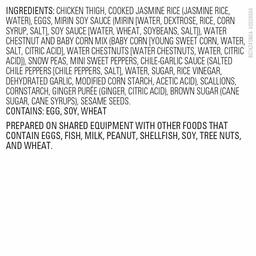 INGREDIENTS: CHICKEN THIGH, COOKED JASMINE RICE (JASMINE RICE,
WATER), EGGS, MIRIN SOY SAUCE (MIRIN [WATER, DEXTROSE, RICE, CORN
SYRUP, SALT], SOY SAUCE [WATER, WHEAT, SOYBEANS, SALT]), WATER
CHESTNUT AND BABY CORN MIX (BABY CORN [YOUNG SWEET CORN, WATER,
SALT, CITRIC ACID], WATER CHESTNUTS [WATER CHESTNUTS, WATER, CITRIC
ACID]), SNOW PEAS, MINI SWEET PEPPERS, CHILE-GARLIC SAUCE (SALTED
CHILE PEPPERS [CHILE PEPPERS, SALT], WATER, SUGAR, RICE VINEGAR,
DEHYDRATED GARLIC, MODIFIED CORN STARCH, ACETIC ACID), SCALLIONS,
CORNSTARCH, GINGER PURÉE (GINGER, CITRIC ACID), BROWN SUGAR (CANE
SUGAR, CANE SYRUPS), SESAME SEEDS.
CONTAINS: EGG, SOY, WHEAT
PREPARED ON SHARED EQUIPMENT WITH OTHER FOODS THAT
CONTAIN EGGS, FISH, MILK, PEANUT, SHELLFISH, SOY, TREE NUTS,
AND WHEAT.